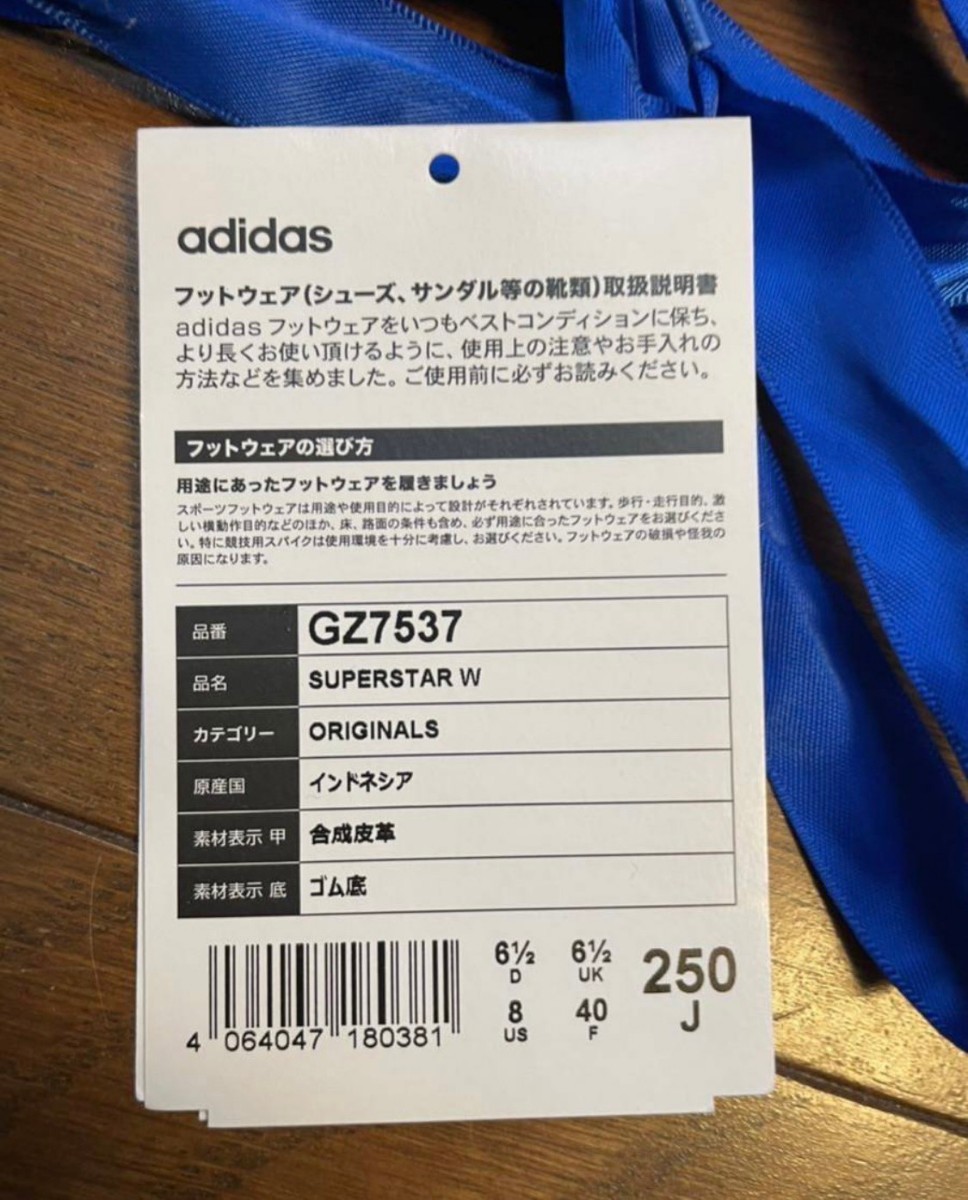 adidas
フットウェア(シューズ、サンダル等の靴類)取扱説明書
adidas フットウェアをいつもベストコンディションに保ち、
より長くお使い頂けるように、使用上の注意やお手入れの
方法などを集めました。ご使用前に必ずお読みください。
フットウェアの選び方
用途にあったフットウェアを履きましょう
スポーツフットウェアは用途や使用目的によって設計がそれぞれされています。歩行・走行目的、激
しい横動作目的などのほか、床、路面の条件も含め、必ず用途に合ったフットウェアをお選びくださ
い。特に競技用スパイクは使用環境を十分に考慮し、お選びください。フットウェアの破損や怪我の
原因になります。
品番 GZ7537
品名 SUPERSTAR W
カテゴリー ORIGINALS
原産国 インドネシア
素材表示 甲 合成皮革
素材表示 底 ゴム底
6½ 6½ 250
D UK J
8 40
US F
4 064047 180381